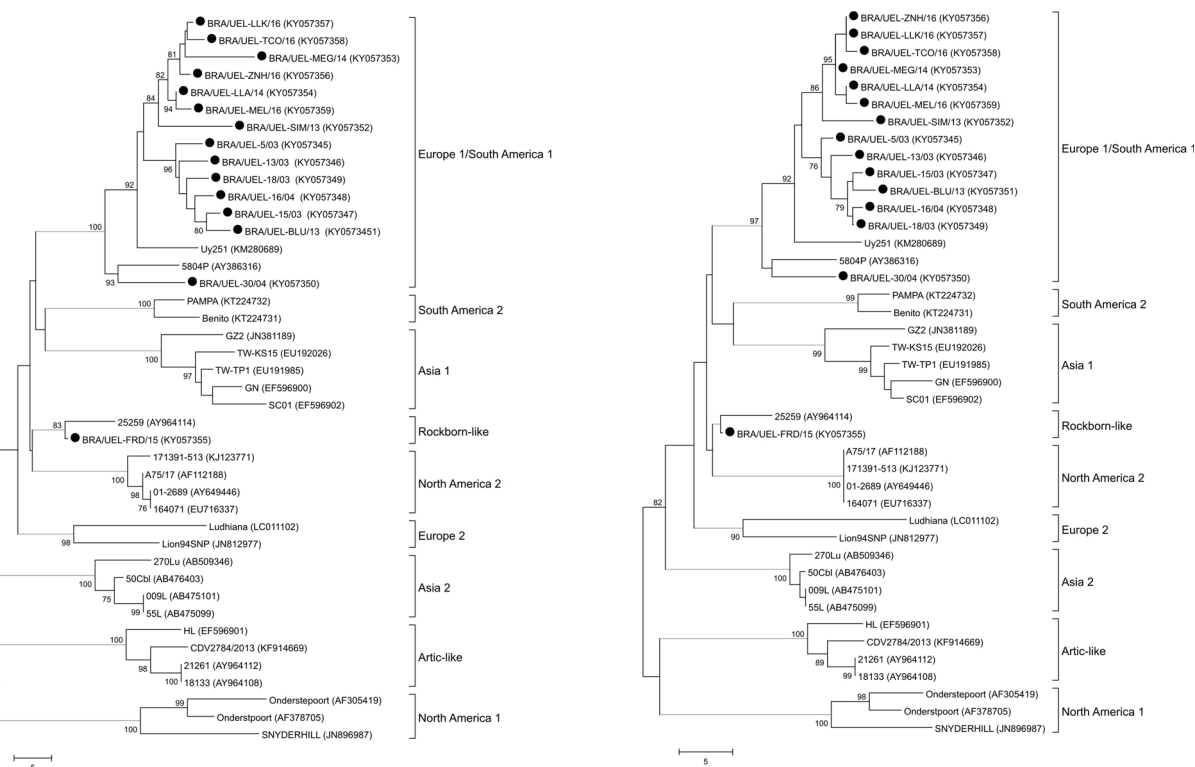 BRA/UEL-LLK/16 (KY057357)
BRA/UEL-TCO/16 (KY057358)
81
BRA/UEL-MEG/14 (KY057353)
82
BRA/UEL-ZNH/16 (KY057356)
BRA/UEL-LLA/14 (KY057354)
84
94
BRA/UEL-MEL/16 (KY057359)
BRA/UEL-SIM/13 (KY057352)
BRA/UEL-5/03 (KY057345)
Europe 1/South America 1
BRA/UEL-13/03 (KY057346)
96
BRA/UEL-18/03 (KY057349)
92
BRA/UEL-16/04 (KY057348)
BRA/UEL-15/03 (KY057347)
80
BRA/UEL-BLU/13 (KY0573451)
100
Uy251 (KM280689)
5804P (AY386316)
93
BRA/UEL-30/04 (KY057350)
100
PAMPA (KT224732)
South America 2
Benito (KT224731)
GZ2 (JN381189)
100
TW-KS15 (EU192026)
97
TW-TP1 (EU191985)
Asia 1
GN (EF596900)
SC01 (EF596902)
83
25259 (AY964114)
Rockborn-like
BRA/UEL-FRD/15 (KY057355)
171391-513 (KJ123771)
100
A75/17 (AF112188)
North America 2
98
01-2689 (AY649446)
76
164071 (EU716337)
Ludhiana (LC011102)
Europe 2
98
Lion94SNP (JN812977)
270Lu (AB509346)
100
50Cbl (AB476403)
Asia 2
75
009L (AB475101)
99
55L (AB475099)
HL (EF596901)
100
CDV2784/2013 (KF914669)
Artic-like
98
21261 (AY964112)
100
18133 (AY964108)
99
Onderstepoort (AF305419)
Onderstpoort (AF378705)
North America 1
100
SNYDERHILL (JN896987)
BRA/UEL-ZNH/16 (KY057356)
BRA/UEL-LLK/16 (KY057357)
BRA/UEL-TCO/16 (KY057358)
95
BRA/UEL-MEG/14 (KY057353)
86
BRA/UEL-LLA/14 (KY057354)
BRA/UEL-MEL/16 (KY057359)
BRA/UEL-SIM/13 (KY057352)
BRA/UEL-5/03 (KY057345)
Europe 1/South America 1
BRA/UEL-13/03 (KY057346)
76
BRA/UEL-15/03 (KY057347)
92
BRA/UEL-BLU/13 (KY057351)
79
BRA/UEL-16/04 (KY057348)
97
BRA/UEL-18/03 (KY057349)
Uy251 (KM280689)
5804P (AY386316)
BRA/UEL-30/04 (KY057350)
99
PAMPA (KT224732)
South America 2
Benito (KT224731)
GZ2 (JN381189)
99
TW-KS15 (EU192026)
99
TW-TP1 (EU191985)
Asia 1
GN (EF596900)
SC01 (EF596902)
25259 (AY964114)
Rockborn-like
BRA/UEL-FRD/15 (KY057355)
A75/17 (AF112188)
171391-513 (KJ123771)
North America 2
100
01-2689 (AY649446)
164071 (EU716337)
82
Ludhiana (LC011102)
Europe 2
90
Lion94SNP (JN812977)
270Lu (AB509346)
100
50Cbl (AB476403)
Asia 2
009L (AB475101)
55L (AB475099)
HL (EF596901)
100
CDV2784/2013 (KF914669)
Artic-like
89
21261 (AY964112)
99
18133 (AY964108)
98
Onderstepoort (AF305419)
Onderstpoort (AF378705)
North America 1
100
SNYDERHILL (JN896987)
5